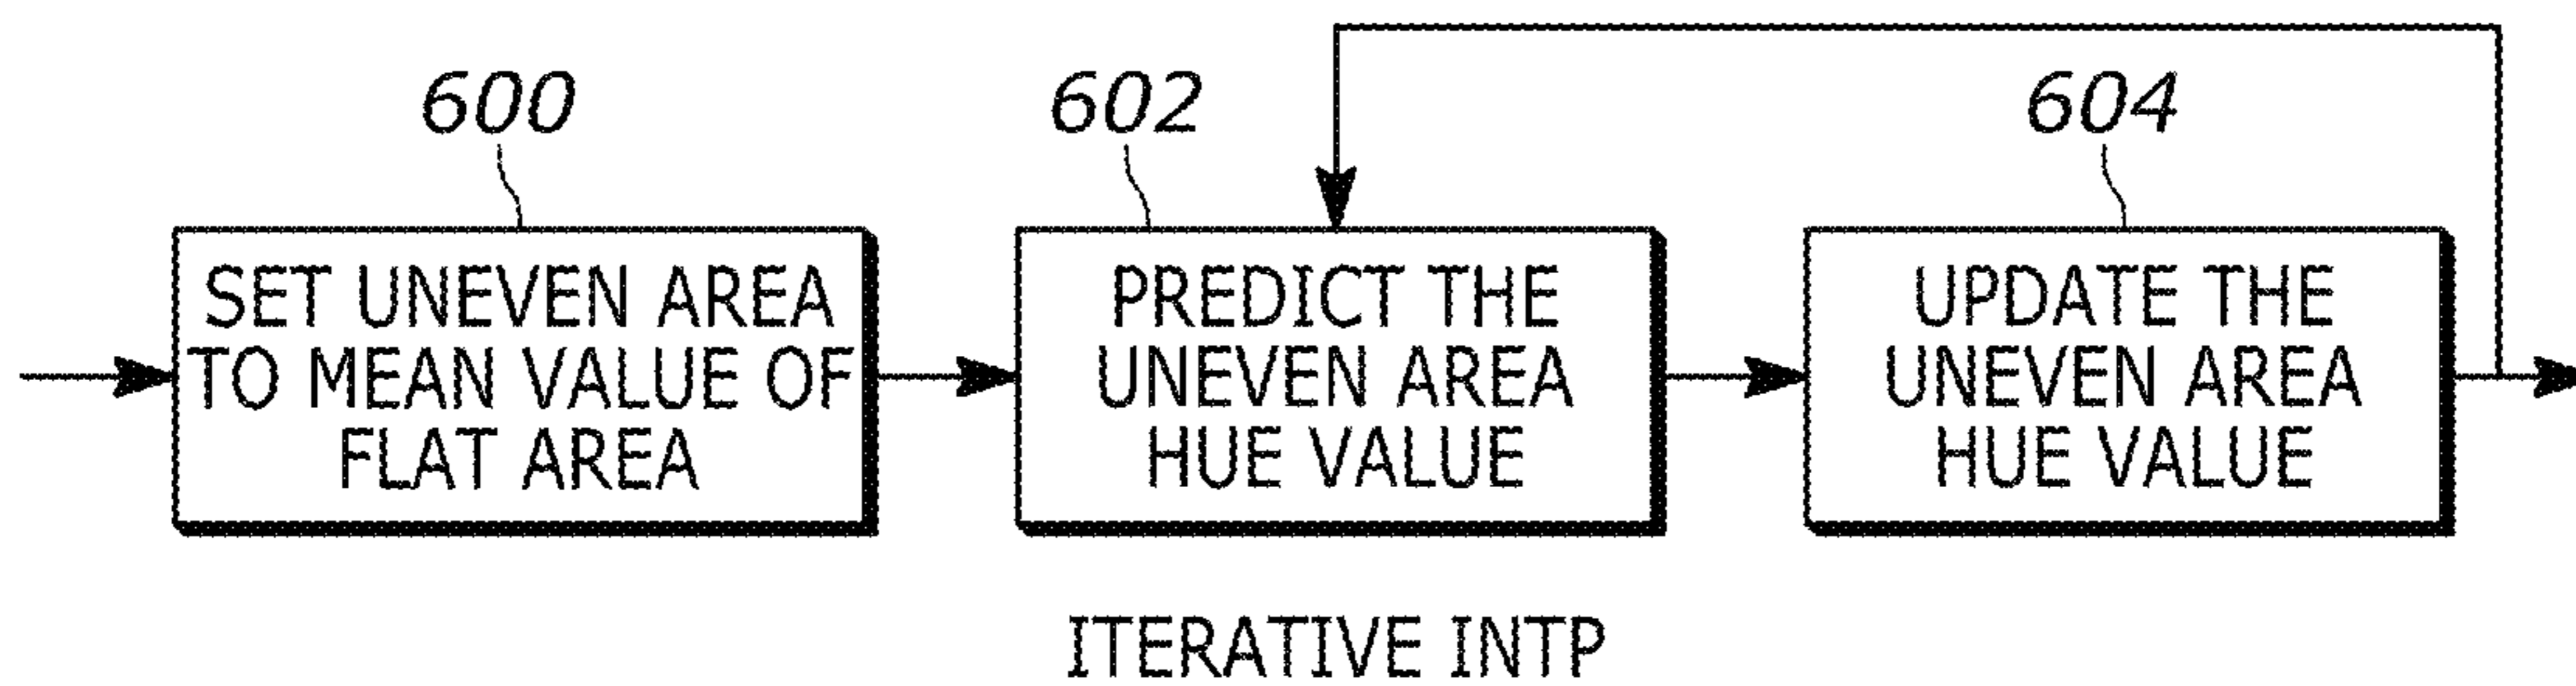 600
602
604
SET UNEVEN AREA
TO MEAN VALUE OF
FLAT AREA
PREDICT THE
UNEVEN AREA
HUE VALUE
UPDATE THE
UNEVEN AREA
HUE VALUE
ITERATIVE INTP